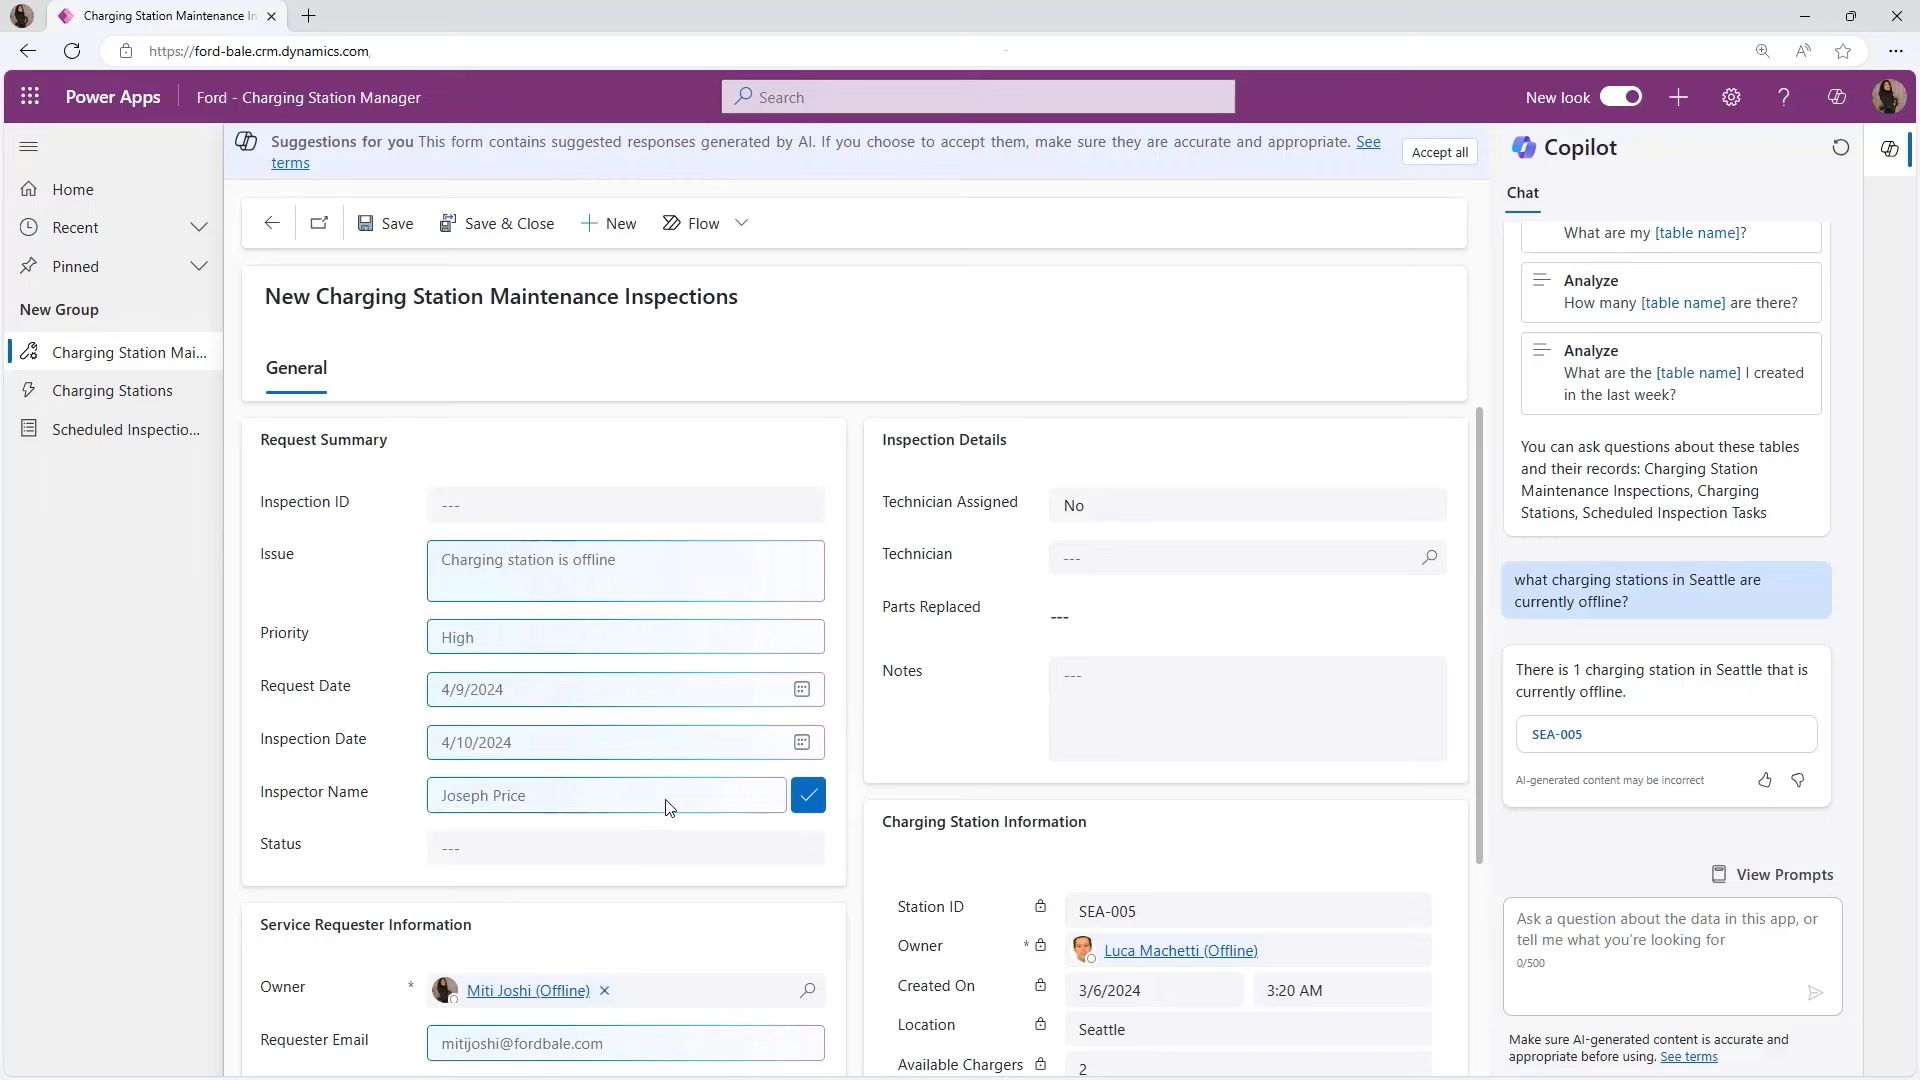 Charging Station Maintenance In
https://ford-bale.crm.dynamics.com,
Power Apps
Ford - Charging Station Manager
Search
New look
Home
Recent
Pinned
New Group
Charging Station Mai...
Charging Stations
Scheduled Inspectio...
Suggestions for you This form contains suggested responses generated by AI. If you choose to accept them, make sure they are accurate and appropriate. See
terms
Accept all
Save
Save & Close
New
Flow
New Charging Station Maintenance Inspections
General
Request Summary
Inspection ID
---
Issue
Charging station is offline
Priority
High
Request Date
4/9/2024
Inspection Date
4/10/2024
Inspector Name
Joseph Price
Status
---
Service Requester Information
Owner
*
Miti Joshi (Offline)
Requester Email
mitijoshi@fordbale.com
Inspection Details
Technician Assigned
No
Technician
---
Parts Replaced
---
Notes
---
Charging Station Information
Station ID
SEA-005
Owner
*
Luca Machetti (Offline)
Created On
3/6/2024
3:20 AM
Location
Seattle
Available Chargers
2
Copilot
Chat
What are my [table name]?
Analyze
How many [table name] are there?
Analyze
What are the [table name] I created
in the last week?
You can ask questions about these tables
and their records: Charging Station
Maintenance Inspections, Charging
Stations, Scheduled Inspection Tasks
what charging stations in Seattle are
currently offline?
There is 1 charging station in Seattle that is
currently offline.
SEA-005
AI-generated content may be incorrect
View Prompts
Ask a question about the data in this app, or
tell me what you're looking for
0/500
Make sure AI-generated content is accurate and
appropriate before using. See terms